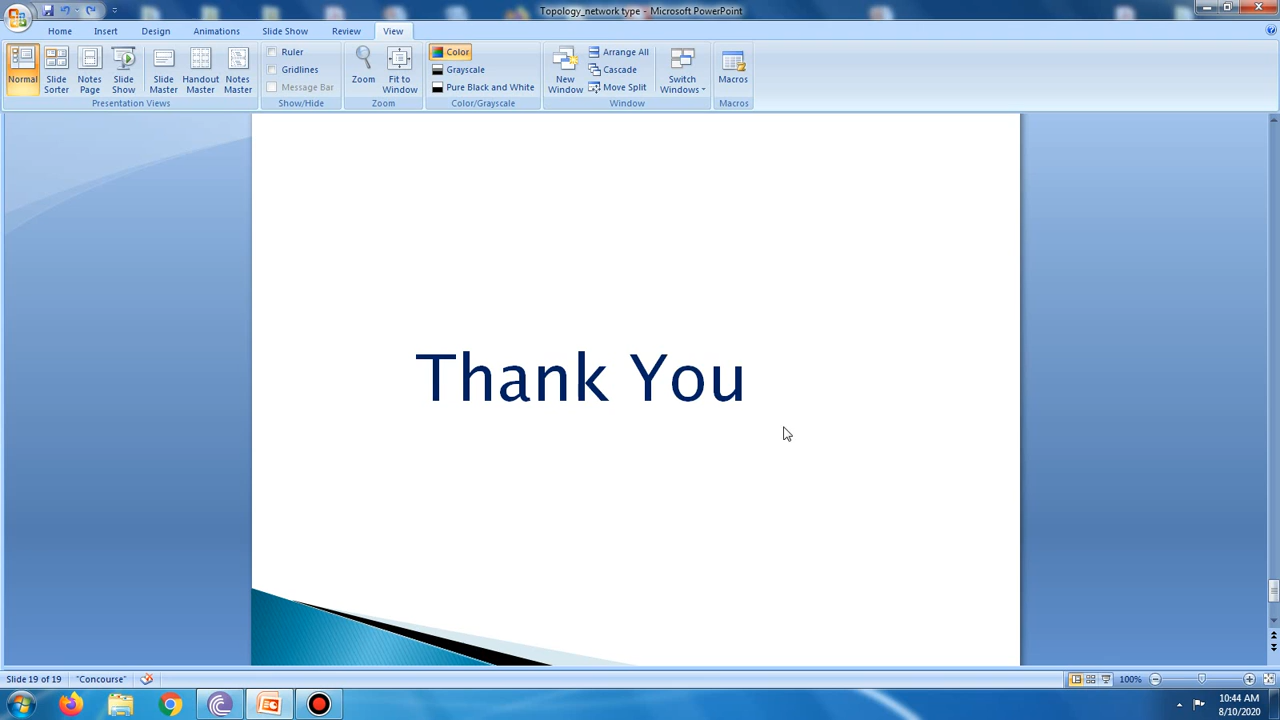 Topology_network type - Microsoft PowerPoint
Home Insert Design Animations Slide Show Review View
Normal Slide Sorter Notes Page Slide Show Slide Master Handout Master Notes Master
Presentation Views
Ruler
Gridlines
Message Bar
Show/Hide
Zoom Fit to Window
Zoom
Color
Grayscale
Pure Black and White
Color/Grayscale
New Window
Arrange All
Cascade
Move Split
Switch Windows
Window
Macros
Macros
Thank You
Slide 19 of 19 "Concourse" 100%
10:44 AM
8/10/2020